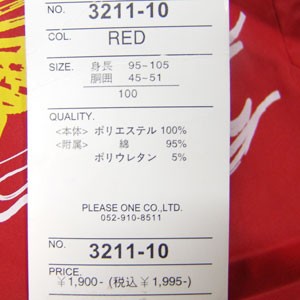 NO. 3211-10
COL. RED
SIZE. 身長 95-105
胴囲 45-51
100
QUALITY.
<本体> ポリエステル 100%
<附属> 綿 95%
ポリウレタン 5%
PLEASE ONE CO.,LTD.
052-910-8511
NO. 3211-10
PRICE.
¥1,900- (税込¥1,995-)